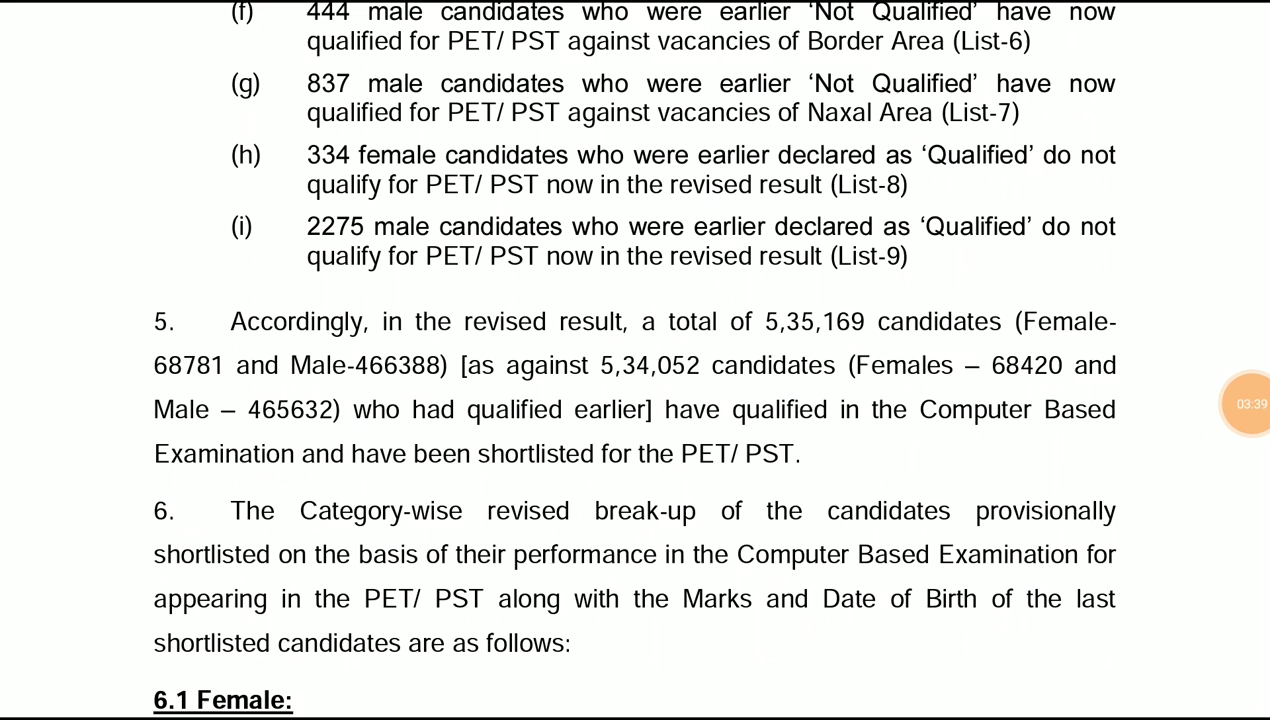 (f) 444 male candidates who were earlier ‘Not Qualified’ have now
qualified for PET/ PST against vacancies of Border Area (List-6)
(g) 837 male candidates who were earlier ‘Not Qualified’ have now
qualified for PET/ PST against vacancies of Naxal Area (List-7)
(h) 334 female candidates who were earlier declared as ‘Qualified’ do not
qualify for PET/ PST now in the revised result (List-8)
(i) 2275 male candidates who were earlier declared as ‘Qualified’ do not
qualify for PET/ PST now in the revised result (List-9)
5. Accordingly, in the revised result, a total of 5,35,169 candidates (Female-
68781 and Male-466388) [as against 5,34,052 candidates (Females – 68420 and
Male – 465632) who had qualified earlier] have qualified in the Computer Based
Examination and have been shortlisted for the PET/ PST.
03:39
6. The Category-wise revised break-up of the candidates provisionally
shortlisted on the basis of their performance in the Computer Based Examination for
appearing in the PET/ PST along with the Marks and Date of Birth of the last
shortlisted candidates are as follows:
6.1 Female: